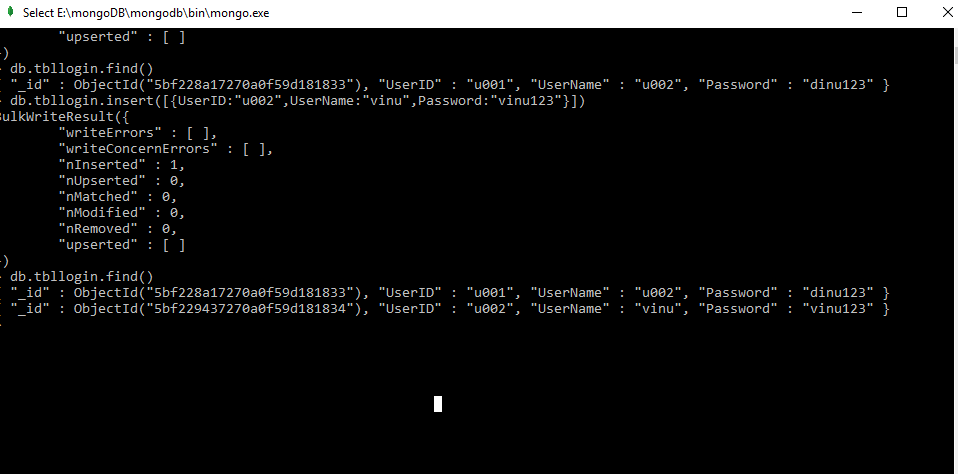 Select E:\mongoDB\mongodb\bin\mongo.exe
"upserted" : [ ]
})
> db.tbllogin.find()
{ "_id" : ObjectId("5bf228a17270a0f59d181833"), "UserID" : "u001", "UserName" : "u002", "Password" : "dinu123" }
> db.tbllogin.insert([{UserID:"u002",UserName:"vinu",Password:"vinu123"}])
BulkWriteResult({
"writeErrors" : [ ],
"writeConcernErrors" : [ ],
"nInserted" : 1,
"nUpserted" : 0,
"nMatched" : 0,
"nModified" : 0,
"nRemoved" : 0,
"upserted" : [ ]
})
> db.tbllogin.find()
{ "_id" : ObjectId("5bf228a17270a0f59d181833"), "UserID" : "u001", "UserName" : "u002", "Password" : "dinu123" }
{ "_id" : ObjectId("5bf229437270a0f59d181834"), "UserID" : "u002", "UserName" : "vinu", "Password" : "vinu123" }
>